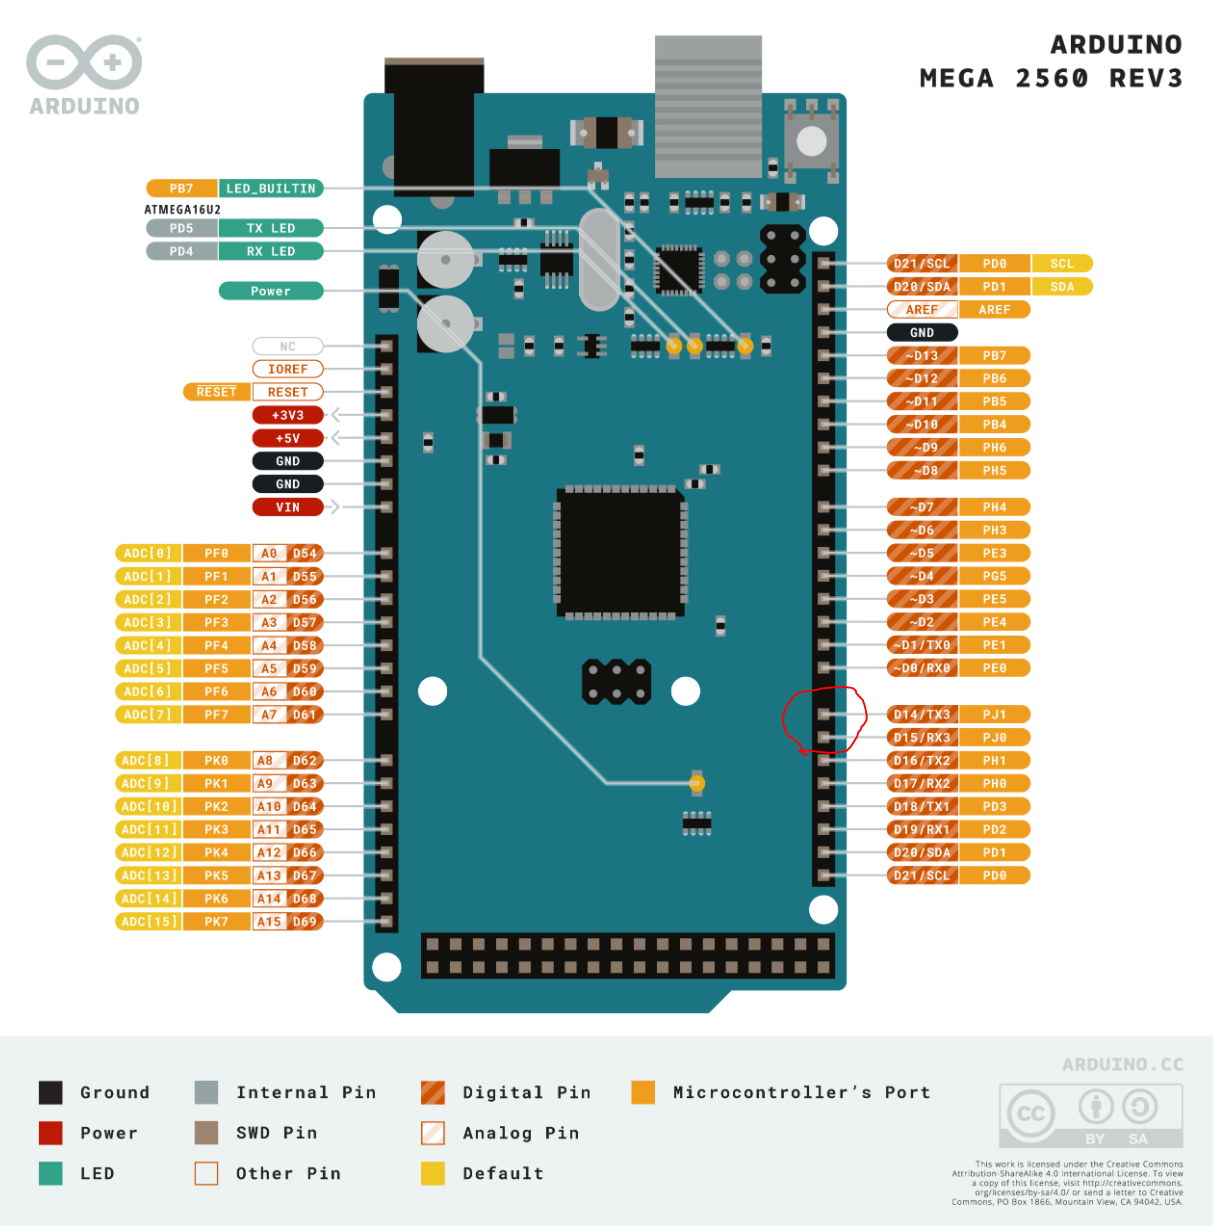 ARDUINO
MEGA 2560 REV3
ARDUINO
PB7 LED_BUILTIN
ATMEGA16U2
PD5 TX LED
PD4 RX LED
Power
NC
IOREF
RESET RESET
+3V3
+5V
GND
GND
VIN
ADC[0] PF0 A0 D54
ADC[1] PF1 A1 D55
ADC[2] PF2 A2 D56
ADC[3] PF3 A3 D57
ADC[4] PF4 A4 D58
ADC[5] PF5 A5 D59
ADC[6] PF6 A6 D60
ADC[7] PF7 A7 D61
ADC[8] PK0 A8 D62
ADC[9] PK1 A9 D63
ADC[10] PK2 A10 D64
ADC[11] PK3 A11 D65
ADC[12] PK4 A12 D66
ADC[13] PK5 A13 D67
ADC[14] PK6 A14 D68
ADC[15] PK7 A15 D69
D21/SCL PD0 SCL
D20/SDA PD1 SDA
AREF AREF
GND
~D13 PB7
~D12 PB6
~D11 PB5
~D10 PB4
~D9 PH6
~D8 PH5
~D7 PH4
~D6 PH3
~D5 PE3
~D4 PG5
~D3 PE5
~D2 PE4
~D1/TX0 PE1
~D0/RX0 PE0
D14/TX3 PJ1
D15/RX3 PJ0
D16/TX2 PH1
D17/RX2 PH0
D18/TX1 PD3
D19/RX1 PD2
D20/SDA PD1
D21/SCL PD0
Ground
Power
LED
Internal Pin
SWD Pin
Other Pin
Digital Pin
Analog Pin
Default
Microcontroller's Port
ARDUINO.CC
CC
BY SA
This work is licensed under the Creative Commons
Attribution-ShareAlike 4.0 International License. To view
a copy of this license, visit http://creativecommons.
org/licenses/by-sa/4.0/ or send a letter to Creative
Commons, PO Box 1866, Mountain View, CA 94042, USA.